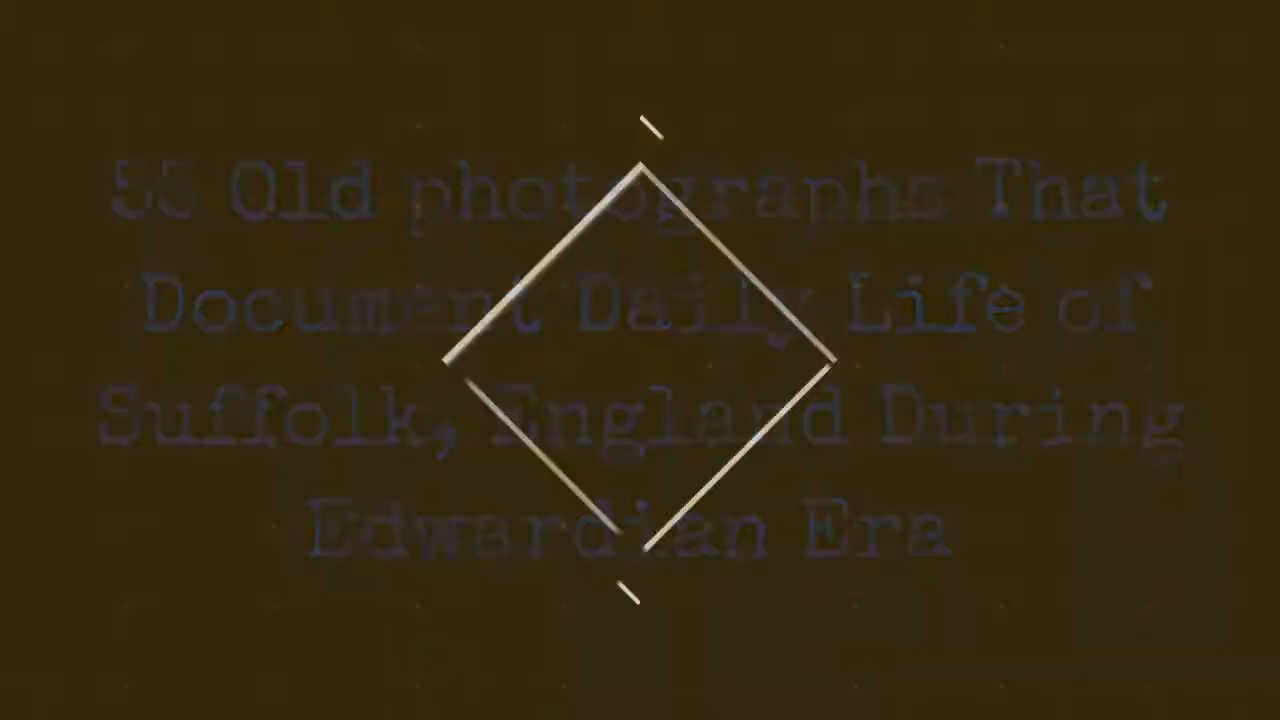 55 Old photographs That
Document Daily Life of
Suffolk, England During
Edwardian Era